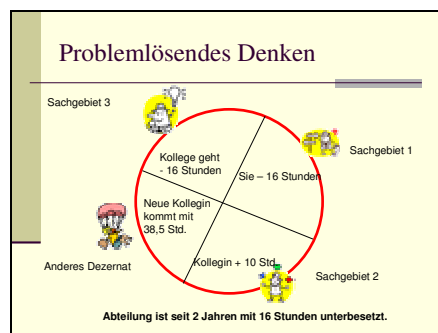 Problemlösendes Denken
Sachgebiet 3
Kollege geht
- 16 Stunden
Sie – 16 Stunden
Sachgebiet 1
Neue Kollegin
kommt mit
38,5 Std.
Anderes Dezernat
Kollegin + 10 Std.
Sachgebiet 2
Abteilung ist seit 2 Jahren mit 16 Stunden unterbesetzt.